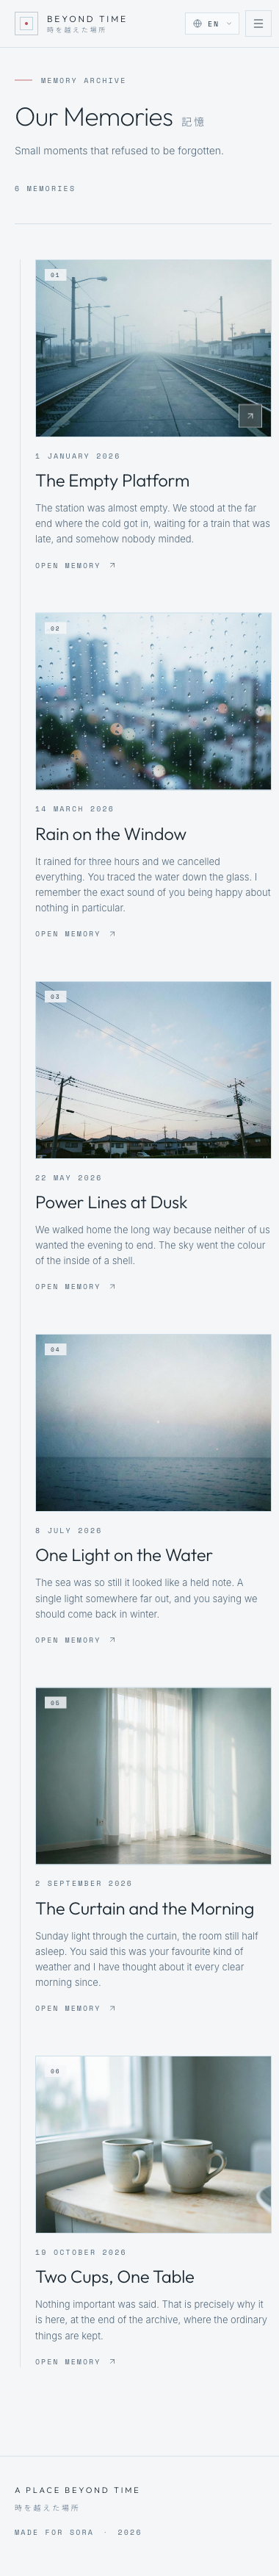 BEYOND TIME
時を越えた場所
EN
MEMORY ARCHIVE
Our Memories 記憶
Small moments that refused to be forgotten.
6 MEMORIES
01
1 JANUARY 2026
The Empty Platform
The station was almost empty. We stood at the far
end where the cold got in, waiting for a train that was
late, and somehow nobody minded.
OPEN MEMORY
02
14 MARCH 2026
Rain on the Window
It rained for three hours and we cancelled
everything. You traced the water down the glass. I
remember the exact sound of you being happy about
nothing in particular.
OPEN MEMORY
03
22 MAY 2026
Power Lines at Dusk
We walked home the long way because neither of us
wanted the evening to end. The sky went the colour
of the inside of a shell.
OPEN MEMORY
04
8 JULY 2026
One Light on the Water
The sea was so still it looked like a held note. A
single light somewhere far out, and you saying we
should come back in winter.
OPEN MEMORY
05
2 SEPTEMBER 2026
The Curtain and the Morning
Sunday light through the curtain, the room still half
asleep. You said this was your favourite kind of
weather and I have thought about it every clear
morning since.
OPEN MEMORY
06
19 OCTOBER 2026
Two Cups, One Table
Nothing important was said. That is precisely why it
is here, at the end of the archive, where the ordinary
things are kept.
OPEN MEMORY
A PLACE BEYOND TIME
時を越えた場所
MADE FOR SORA · 2026